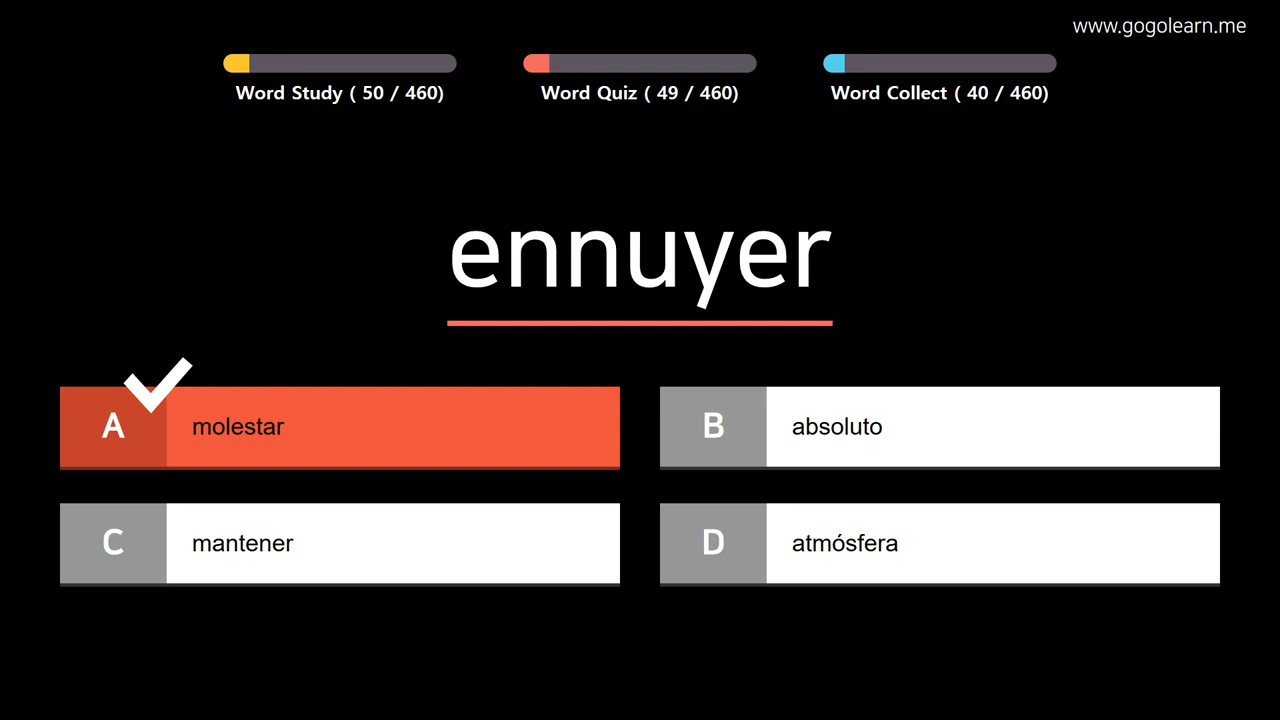 www.gogolearn.me
Word Study ( 50 / 460)
Word Quiz ( 49 / 460)
Word Collect ( 40 / 460)
ennuyer
A molestar
B absoluto
C mantener
D atmósfera